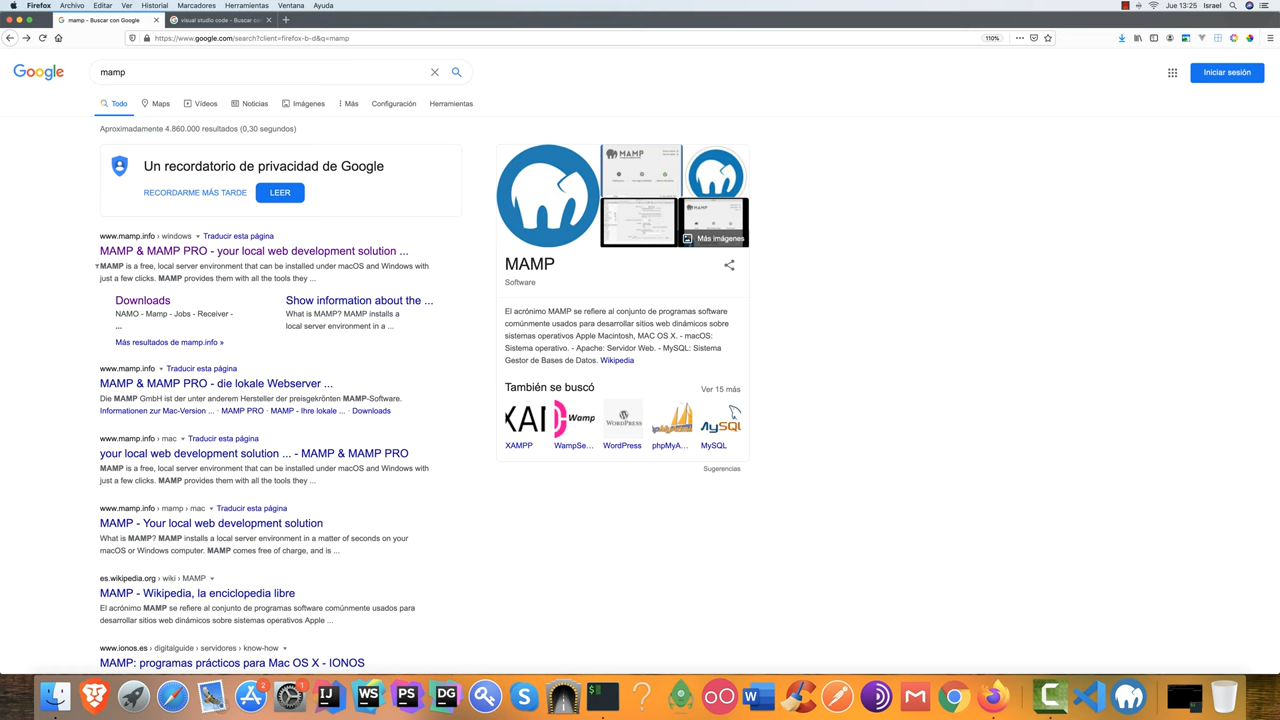 Firefox Archivo Editar Ver Historial Marcadores Herramientas Ventana Ayuda
Jue 13:25 Israel
mamp - Buscar con Google
visual studio code - Buscar co
https://www.google.com/search?client=firefox-b-d&q=mamp
110%
Google
mamp
Iniciar sesión
Todo Maps Vídeos Noticias Imágenes Más Configuración Herramientas
Aproximadamente 4.860.000 resultados (0,30 segundos)
Un recordatorio de privacidad de Google
RECORDARME MÁS TARDE LEER
www.mamp.info › windows Traducir esta página
MAMP & MAMP PRO - your local web development solution ...
MAMP is a free, local server environment that can be installed under macOS and Windows with
just a few clicks. MAMP provides them with all the tools they ...
Downloads
NAMO - Mamp - Jobs - Receiver -
...
Show information about the ...
What is MAMP? MAMP installs a
local server environment in a ...
Más resultados de mamp.info »
www.mamp.info Traducir esta página
MAMP & MAMP PRO - die lokale Webserver ...
Die MAMP GmbH ist der unter anderem Hersteller der preisgekrönten MAMP-Software.
Informationen zur Mac-Version ... · MAMP PRO · MAMP - Ihre lokale ... · Downloads
www.mamp.info › mac Traducir esta página
your local web development solution ... - MAMP & MAMP PRO
MAMP is a free, local server environment that can be installed under macOS and Windows with
just a few clicks. MAMP provides them with all the tools they ...
www.mamp.info › mamp › mac Traducir esta página
MAMP - Your local web development solution
What is MAMP? MAMP installs a local server environment in a matter of seconds on your
macOS or Windows computer. MAMP comes free of charge, and is ...
es.wikipedia.org › wiki › MAMP
MAMP - Wikipedia, la enciclopedia libre
El acrónimo MAMP se refiere al conjunto de programas software comúnmente usados para
desarrollar sitios web dinámicos sobre sistemas operativos Apple ...
www.ionos.es › digitalguide › servidores › know-how
MAMP: programas prácticos para Mac OS X - IONOS
MAMP
MAMP
Más imágenes
MAMP
Software
El acrónimo MAMP se refiere al conjunto de programas software
comúnmente usados para desarrollar sitios web dinámicos sobre
sistemas operativos Apple Macintosh, MAC OS X. - macOS:
Sistema operativo. - Apache: Servidor Web. - MySQL: Sistema
Gestor de Bases de Datos. Wikipedia
También se buscó
Ver 15 más
XAI Wamp WORDPRESS MySQL
XAMPP WampSe... WordPress phpMyA... MySQL
Sugerencias
2 1 IJ WS PS DG S $ ? W C